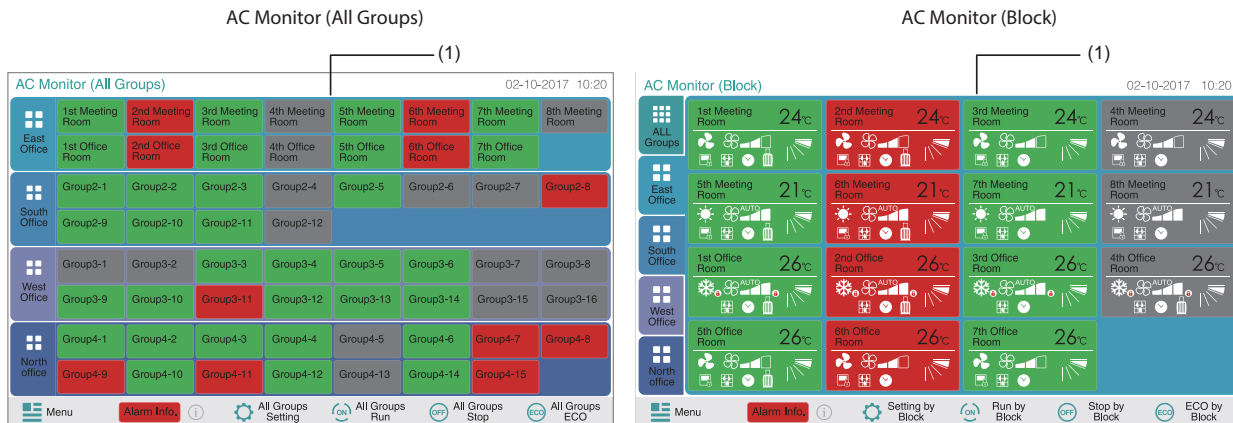 AC Monitor (All Groups)
(1)
AC Monitor (All Groups) 02-10-2017 10:20
East
Office
1st Meeting
Room
2nd Meeting
Room
3rd Meeting
Room
4th Meeting
Room
5th Meeting
Room
6th Meeting
Room
7th Meeting
Room
8th Meeting
Room
1st Office
Room
2nd Office
Room
3rd Office
Room
4th Office
Room
5th Office
Room
6th Office
Room
7th Office
Room
South
Office
Group2-1 Group2-2 Group2-3 Group2-4 Group2-5 Group2-6 Group2-7 Group2-8
Group2-9 Group2-10 Group2-11 Group2-12
West
Office
Group3-1 Group3-2 Group3-3 Group3-4 Group3-5 Group3-6 Group3-7 Group3-8
Group3-9 Group3-10 Group3-11 Group3-12 Group3-13 Group3-14 Group3-15 Group3-16
North
office
Group4-1 Group4-2 Group4-3 Group4-4 Group4-5 Group4-6 Group4-7 Group4-8
Group4-9 Group4-10 Group4-11 Group4-12 Group4-13 Group4-14 Group4-15
Menu
Alarm Info.
i
All Groups
Setting
ON
All Groups
Run
OFF
All Groups
Stop
ECO
All Groups
ECO
AC Monitor (Block)
(1)
AC Monitor (Block) 02-10-2017 10:20
ALL
Groups
East
Office
South
Office
West
Office
North
office
1st Meeting
Room
24℃
2nd Meeting
Room
24℃
3rd Meeting
Room
24℃
4th Meeting
Room
24℃
5th Meeting
Room
21℃
AUTO
6th Meeting
Room
21℃
AUTO
7th Meeting
Room
21℃
AUTO
8th Meeting
Room
21℃
AUTO
1st Office
Room
26℃
AUTO
2nd Office
Room
26℃
AUTO
3rd Office
Room
26℃
AUTO
4th Office
Room
26℃
AUTO
5th Office
Room
26℃
6th Office
Room
26℃
7th Office
Room
26℃
Menu
Alarm Info.
i
Setting by
Block
ON
Run by
Block
OFF
Stop by
Block
ECO
ECO by
Block